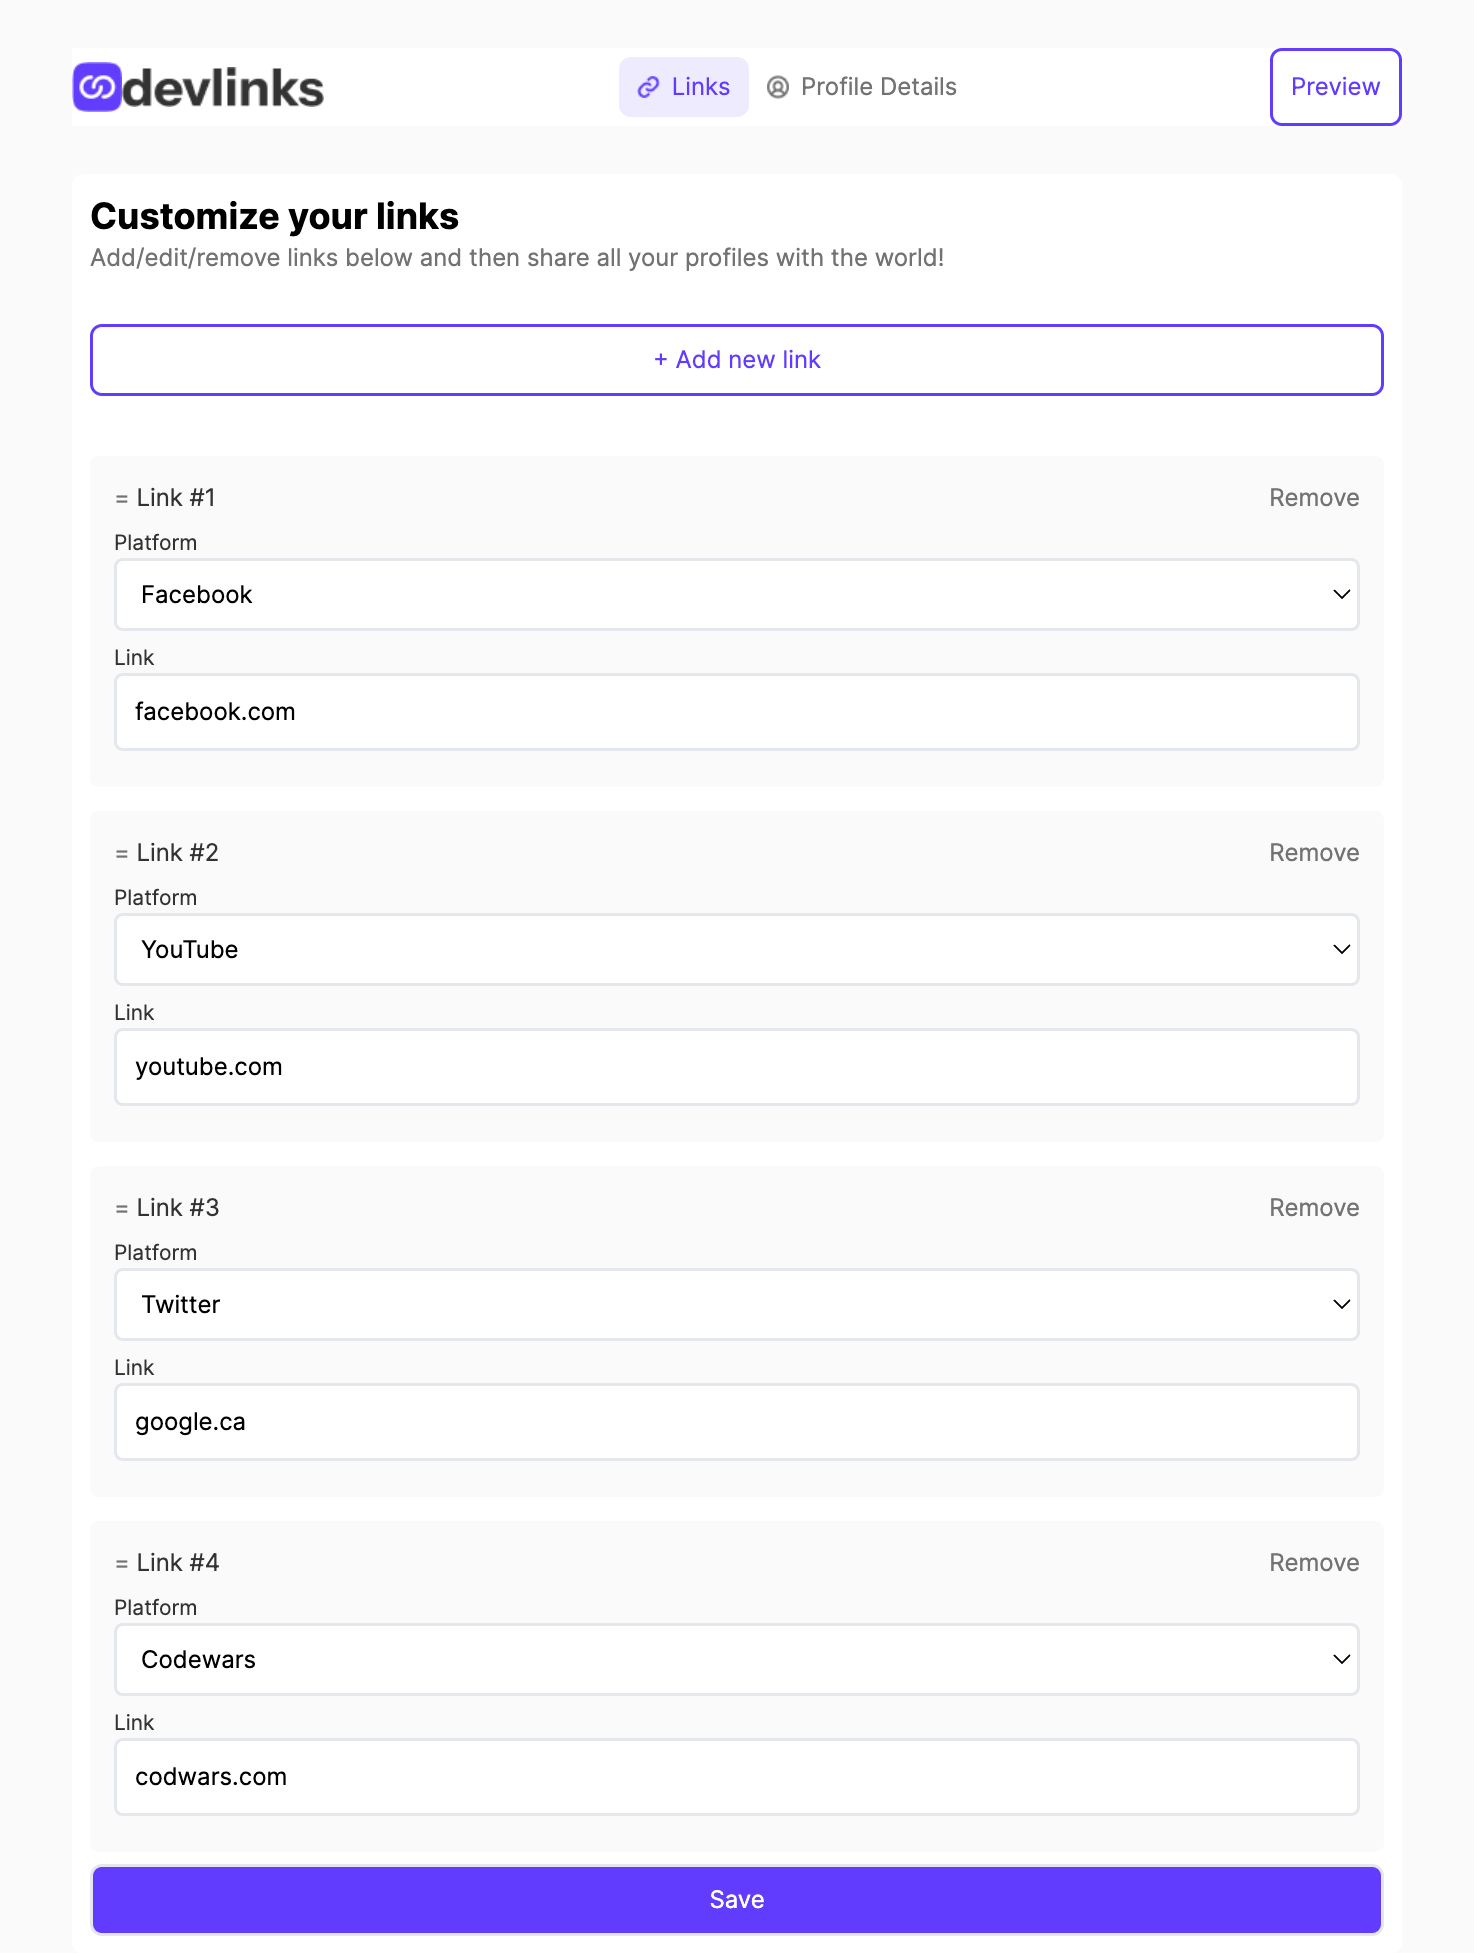 devlinks
Links
Profile Details
Preview
Customize your links
Add/edit/remove links below and then share all your profiles with the world!
+ Add new link
= Link #1
Remove
Platform
Facebook
Link
facebook.com
= Link #2
Remove
Platform
YouTube
Link
youtube.com
= Link #3
Remove
Platform
Twitter
Link
google.ca
= Link #4
Remove
Platform
Codewars
Link
codwars.com
Save